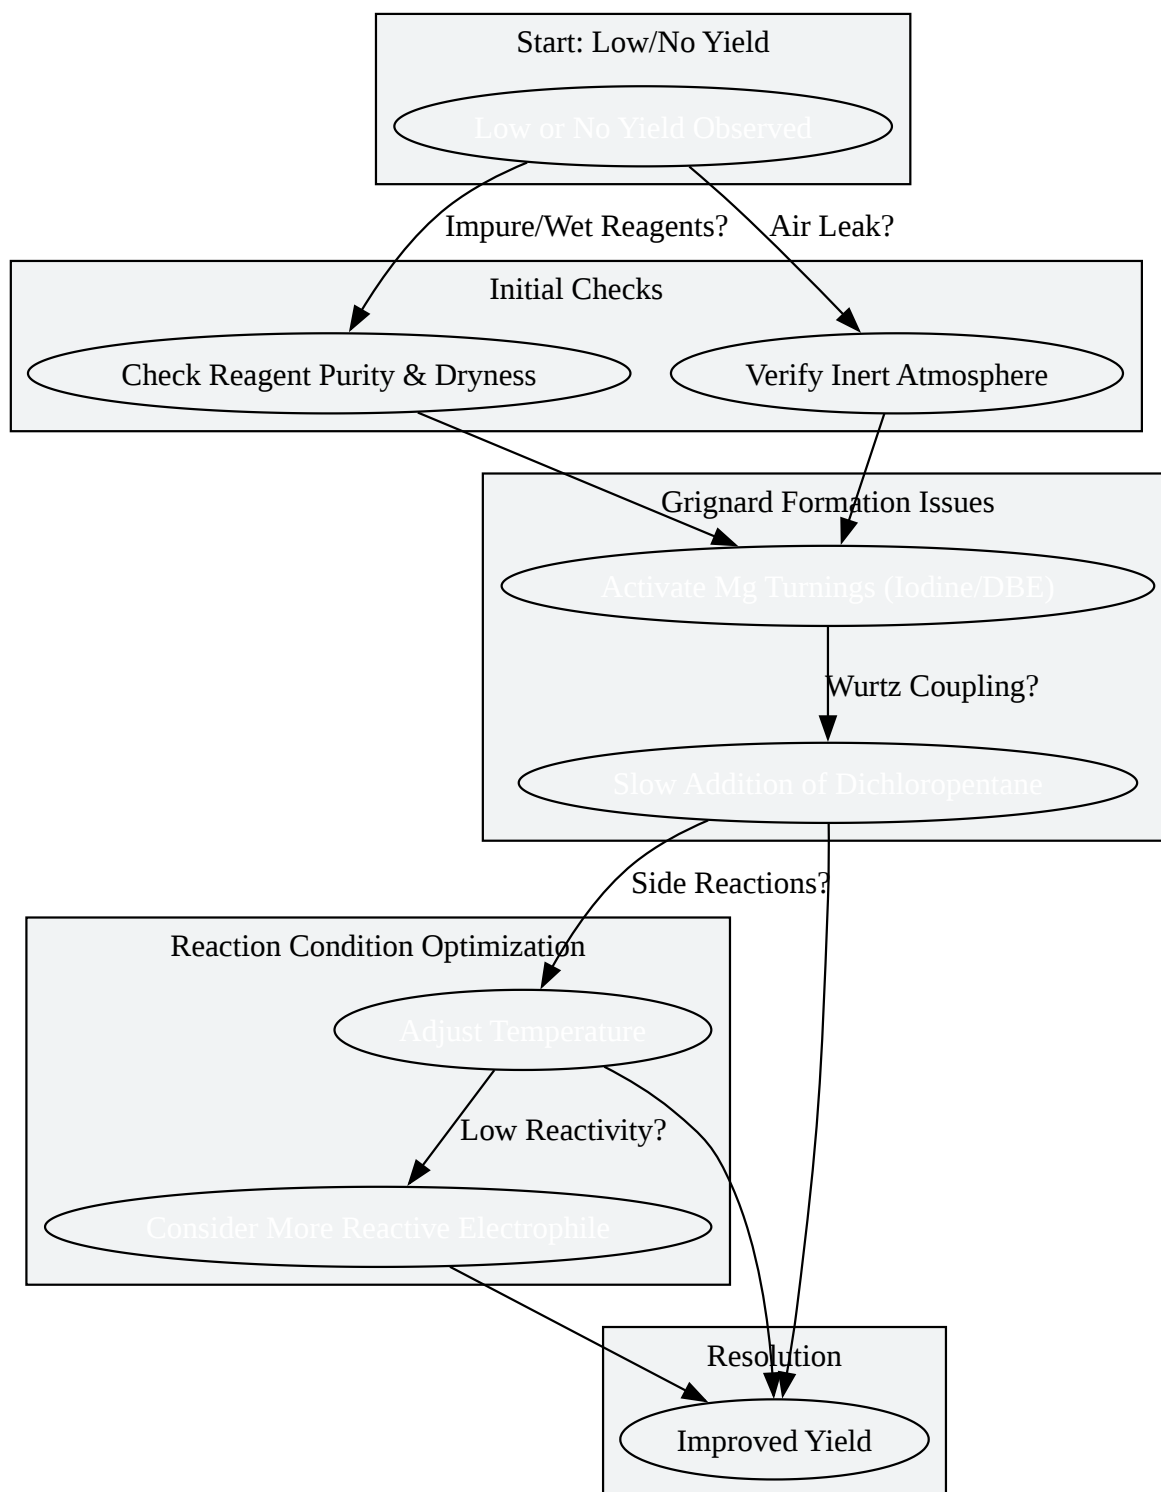 Start: Low/No Yield
Low or No Yield Observed
Impure/Wet Reagents?
Air Leak?
Initial Checks
Check Reagent Purity & Dryness
Verify Inert Atmosphere
Grignard Formation Issues
Activate Mg Turnings (Iodine/DBE)
Wurtz Coupling?
Slow Addition of Dichloropentane
Side Reactions?
Reaction Condition Optimization
Adjust Temperature
Low Reactivity?
Consider More Reactive Electrophile
Resolution
Improved Yield